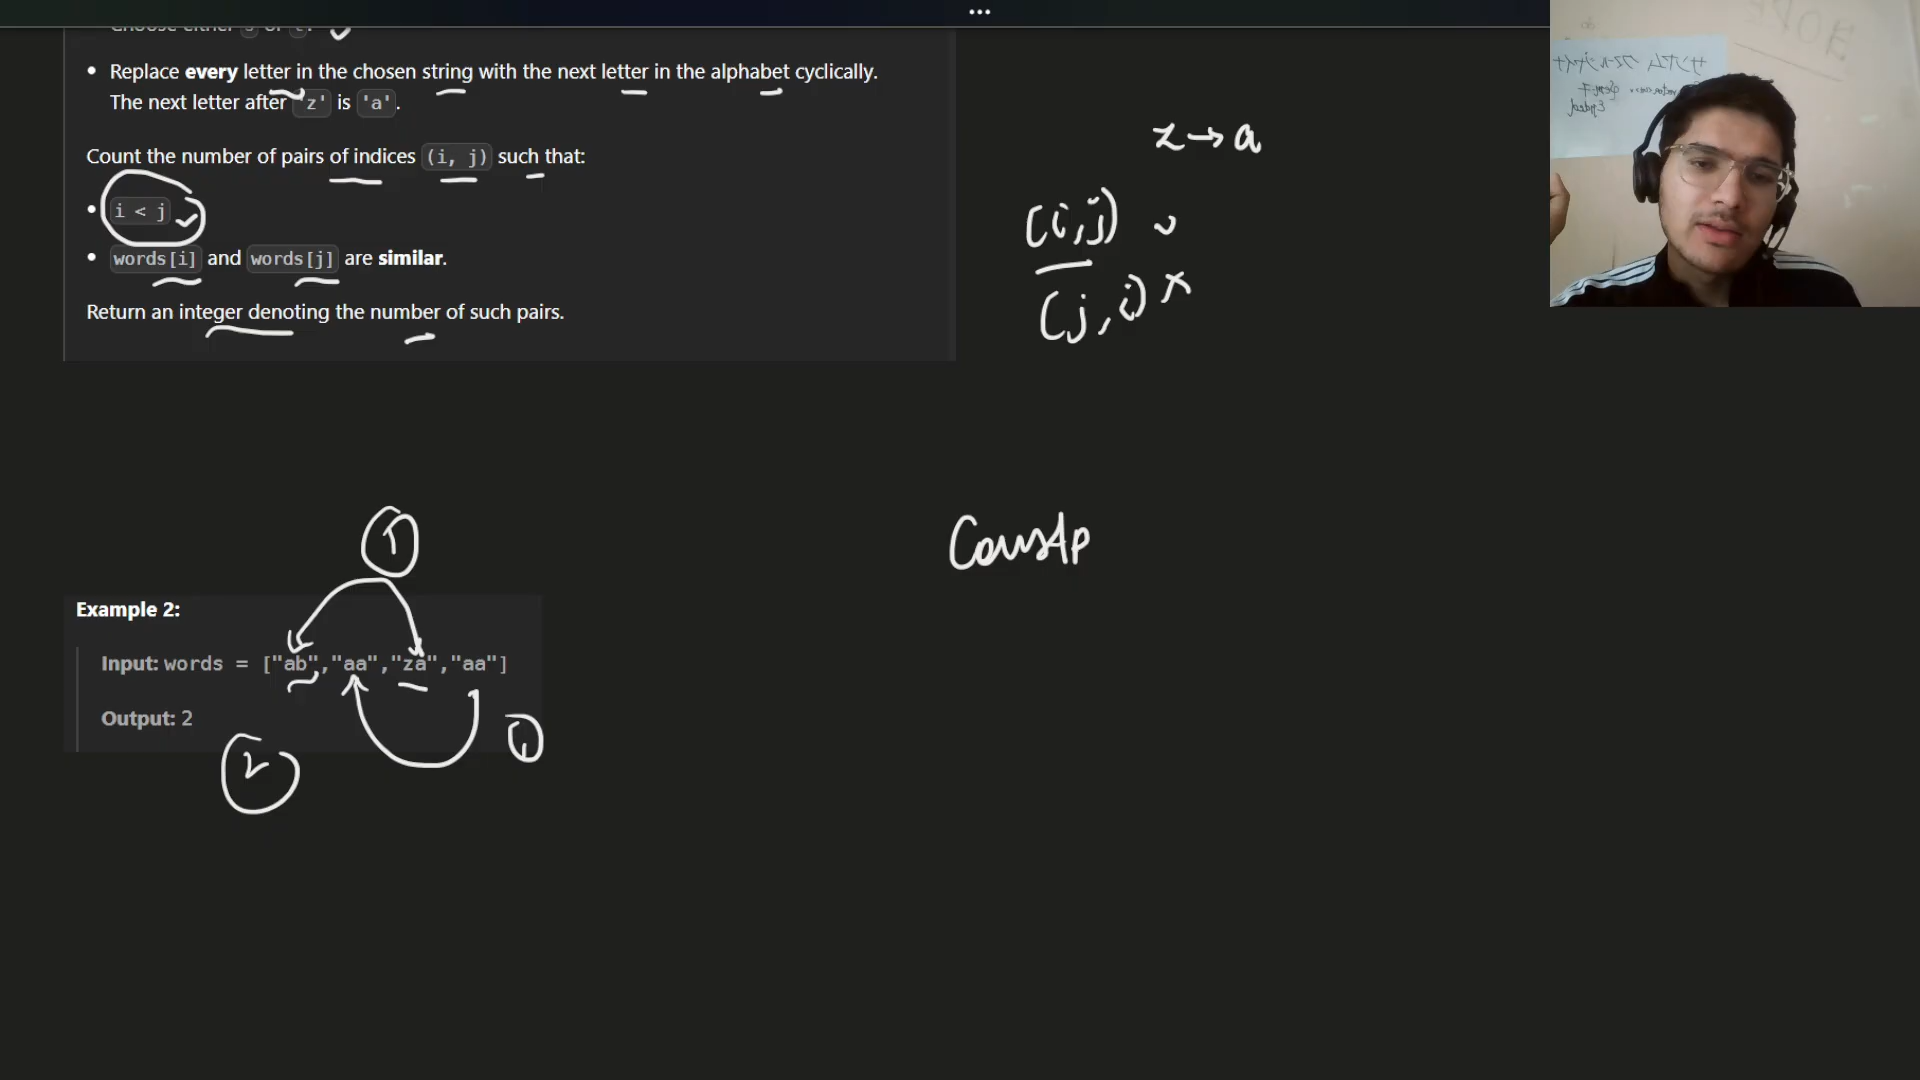 Replace every letter in the chosen string with the next letter in the alphabet cyclically.
The next letter after 'z' is 'a'.
Count the number of pairs of indices (i, j) such that:
i < j
words[i] and words[j] are similar.
Return an integer denoting the number of such pairs.
z → a
(i,j)
(j,i) x
1
Example 2:
Input: words = ["ab","aa","za","aa"]
Output: 2
1
2